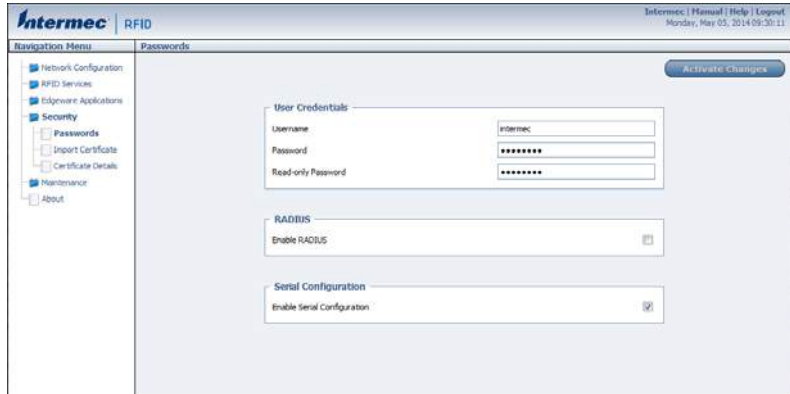 Intermec RFID
Intermec | Manual | Help | Logout
Monday, May 05, 2014 09:30:11
Navigation Menu
Passwords
Network Configuration
RFID Services
Edgeware Applications
Security
Passwords
Import Certificate
Certificate Details
Maintenance
About
Activate Changes
User Credentials
Username intermec
Password ••••••••
Read-only Password ••••••••
RADIUS
Enable RADIUS
Serial Configuration
Enable Serial Configuration